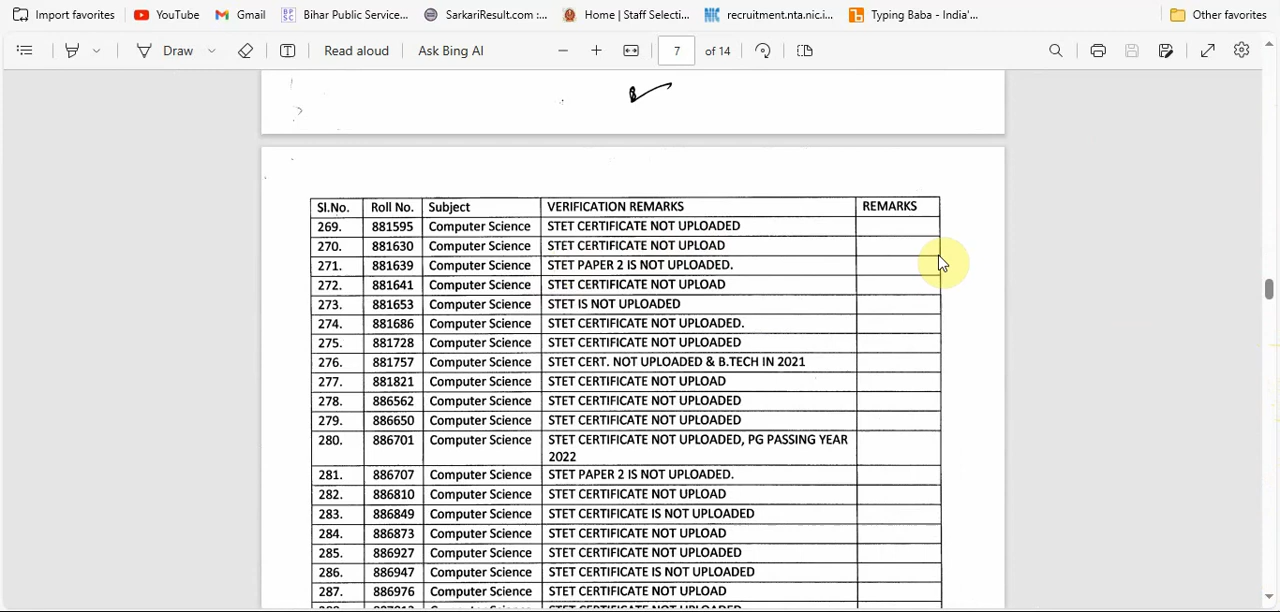 Import favorites YouTube Gmail Bihar Public Service... SarkariResult.com :... Home | Staff Selecti... recruitment.nta.nic.i... Typing Baba - India'... Other favorites
Draw Read aloud Ask Bing AI 7 of 14
Sl.No. Roll No. Subject VERIFICATION REMARKS REMARKS
269. 881595 Computer Science STET CERTIFICATE NOT UPLOADED
270. 881630 Computer Science STET CERTIFICATE NOT UPLOAD
271. 881639 Computer Science STET PAPER 2 IS NOT UPLOADED.
272. 881641 Computer Science STET CERTIFICATE NOT UPLOAD
273. 881653 Computer Science STET IS NOT UPLOADED
274. 881686 Computer Science STET CERTIFICATE NOT UPLOADED.
275. 881728 Computer Science STET CERTIFICATE NOT UPLOADED
276. 881757 Computer Science STET CERT. NOT UPLOADED & B.TECH IN 2021
277. 881821 Computer Science STET CERTIFICATE NOT UPLOAD
278. 886562 Computer Science STET CERTIFICATE NOT UPLOADED
279. 886650 Computer Science STET CERTIFICATE NOT UPLOADED
280. 886701 Computer Science STET CERTIFICATE NOT UPLOADED, PG PASSING YEAR
2022
281. 886707 Computer Science STET PAPER 2 IS NOT UPLOADED.
282. 886810 Computer Science STET CERTIFICATE NOT UPLOAD
283. 886849 Computer Science STET CERTIFICATE IS NOT UPLOADED
284. 886873 Computer Science STET CERTIFICATE NOT UPLOAD
285. 886927 Computer Science STET CERTIFICATE NOT UPLOADED
286. 886947 Computer Science STET CERTIFICATE IS NOT UPLOADED
287. 886976 Computer Science STET CERTIFICATE NOT UPLOAD